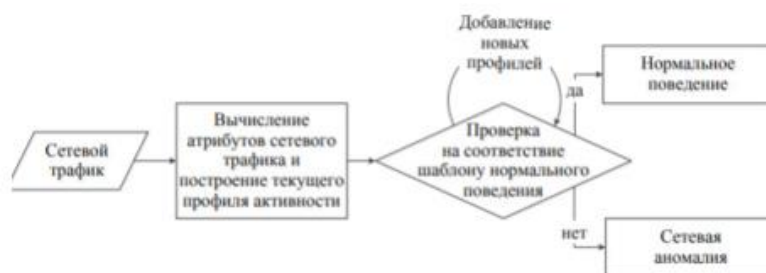 Сетевой
трафик
Вычисление
атрибутов сетевого
трафика и
построение текущего
профиля активности
Добавление
новых
профилей
Проверка
на соответствие
шаблону нормального
поведения
да
Нормальное
поведение
нет
Сетевая
аномалия